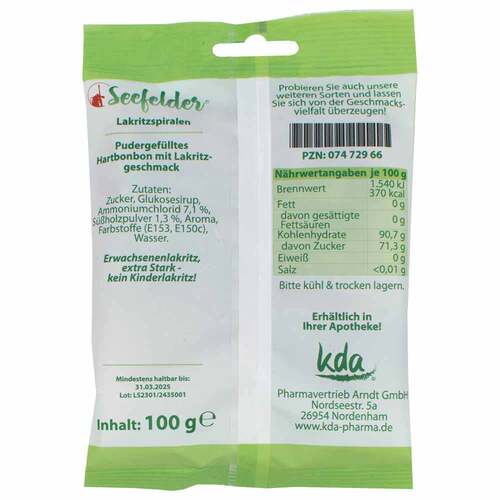 Seefelder®
Lakritzspiralen
Pudergefülltes
Hartbonbon mit Lakritz-
geschmack
Zutaten:
Zucker, Glukosesirup,
Ammoniumchlorid 7,1 %,
Süßholzpulver 1,3 %, Aroma,
Farbstoffe (E153, E150c),
Wasser.
Erwachsenenlakritz,
extra Stark -
kein Kinderlakritz!
Mindestens haltbar bis:
31.03.2025
Lot: LS2301/2435001
Inhalt: 100 g ℮
Probieren Sie auch unsere
weiteren Sorten und lassen
Sie sich von der Geschmacks-
vielfalt überzeugen!
PZN: 074 729 66
Nährwertangaben je 100 g
Brennwert 1.540 kJ
370 kcal
Fett 0 g
davon gesättigte
Fettsäuren 0 g
Kohlenhydrate 90,7 g
davon Zucker 71,3 g
Eiweiß 0 g
Salz <0,01 g
Bitte kühl & trocken lagern.
Erhältlich in
Ihrer Apotheke!
kda
Pharmavertrieb Arndt GmbH
Nordseestr. 5a
26954 Nordenham
www.kda-pharma.de